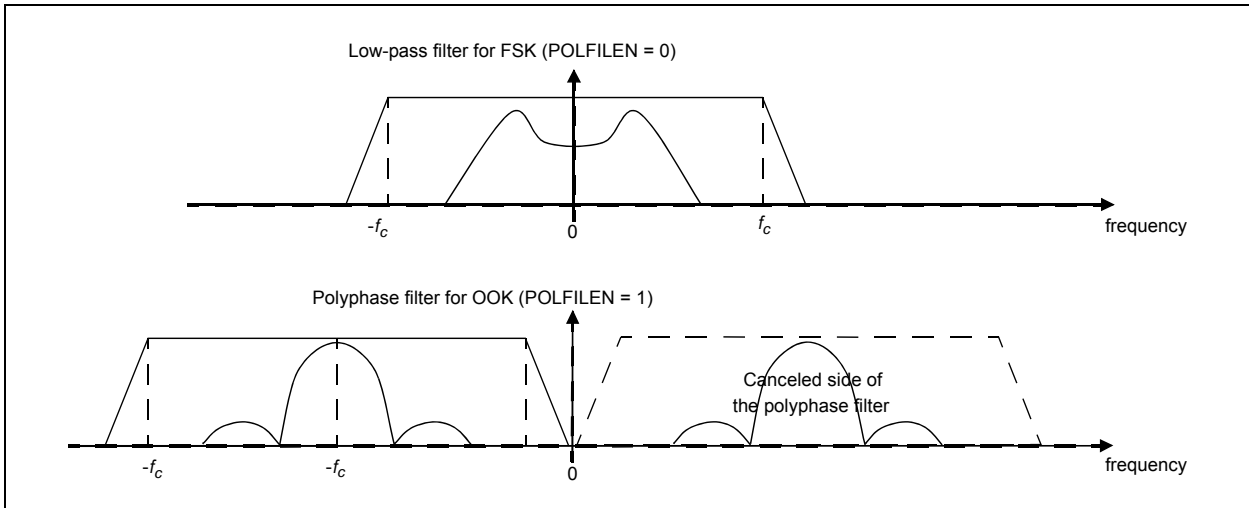 Low-pass filter for FSK (POLFILEN = 0)
-fc
0
fc
frequency
Polyphase filter for OOK (POLFILEN = 1)
Canceled side of
the polyphase filter
-fc
-fc
0
frequency